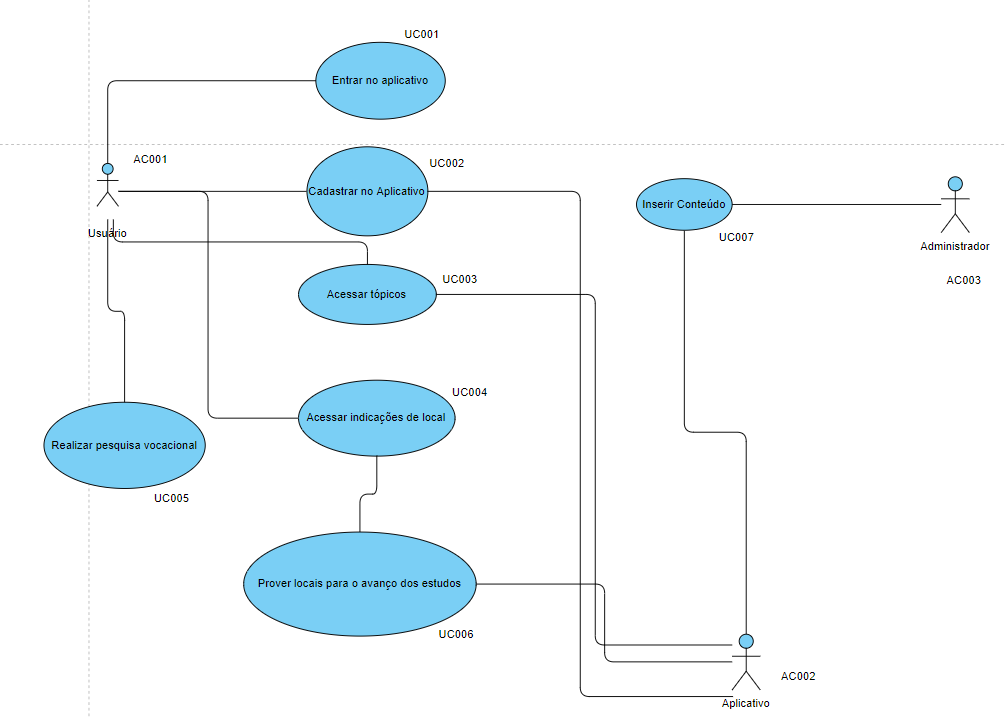 UC001
Entrar no aplicativo
AC001
UC002
Cadastrar no Aplicativo
Inserir Conteúdo
Usuário
UC007
Administrador
UC003
AC003
Acessar tópicos
UC004
Acessar indicações de local
Realizar pesquisa vocacional
UC005
Prover locais para o avanço dos estudos
UC006
AC002
Aplicativo